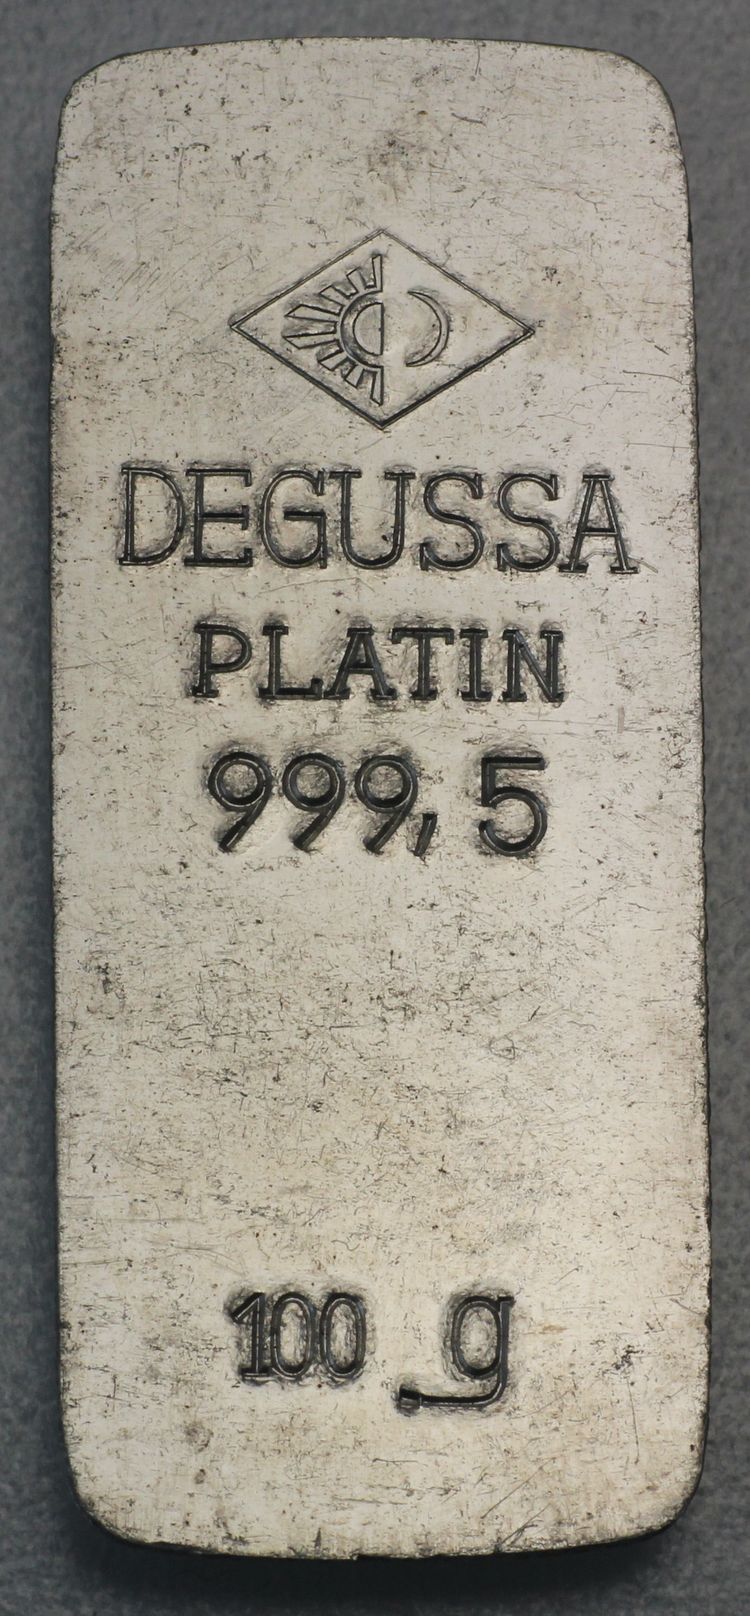 DEGUSSA
PLATIN
999,5
100 g